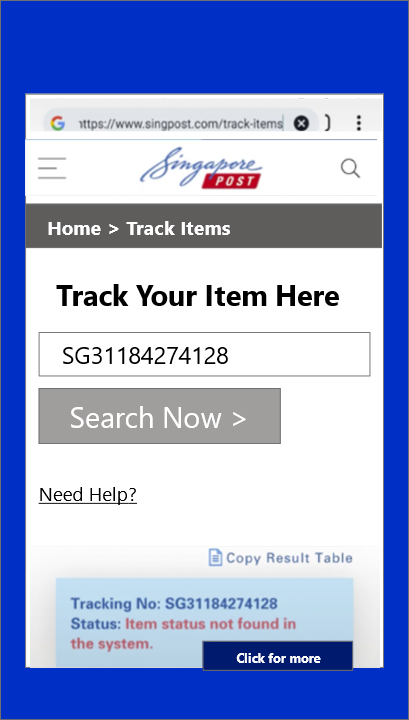 https://www.singpost.com/track-items
Singapore
POST
Home > Track Items
Track Your Item Here
SG31184274128
Search Now >
Need Help?
Copy Result Table
Tracking No: SG31184274128
Status: Item status not found in
the system.
Click for more